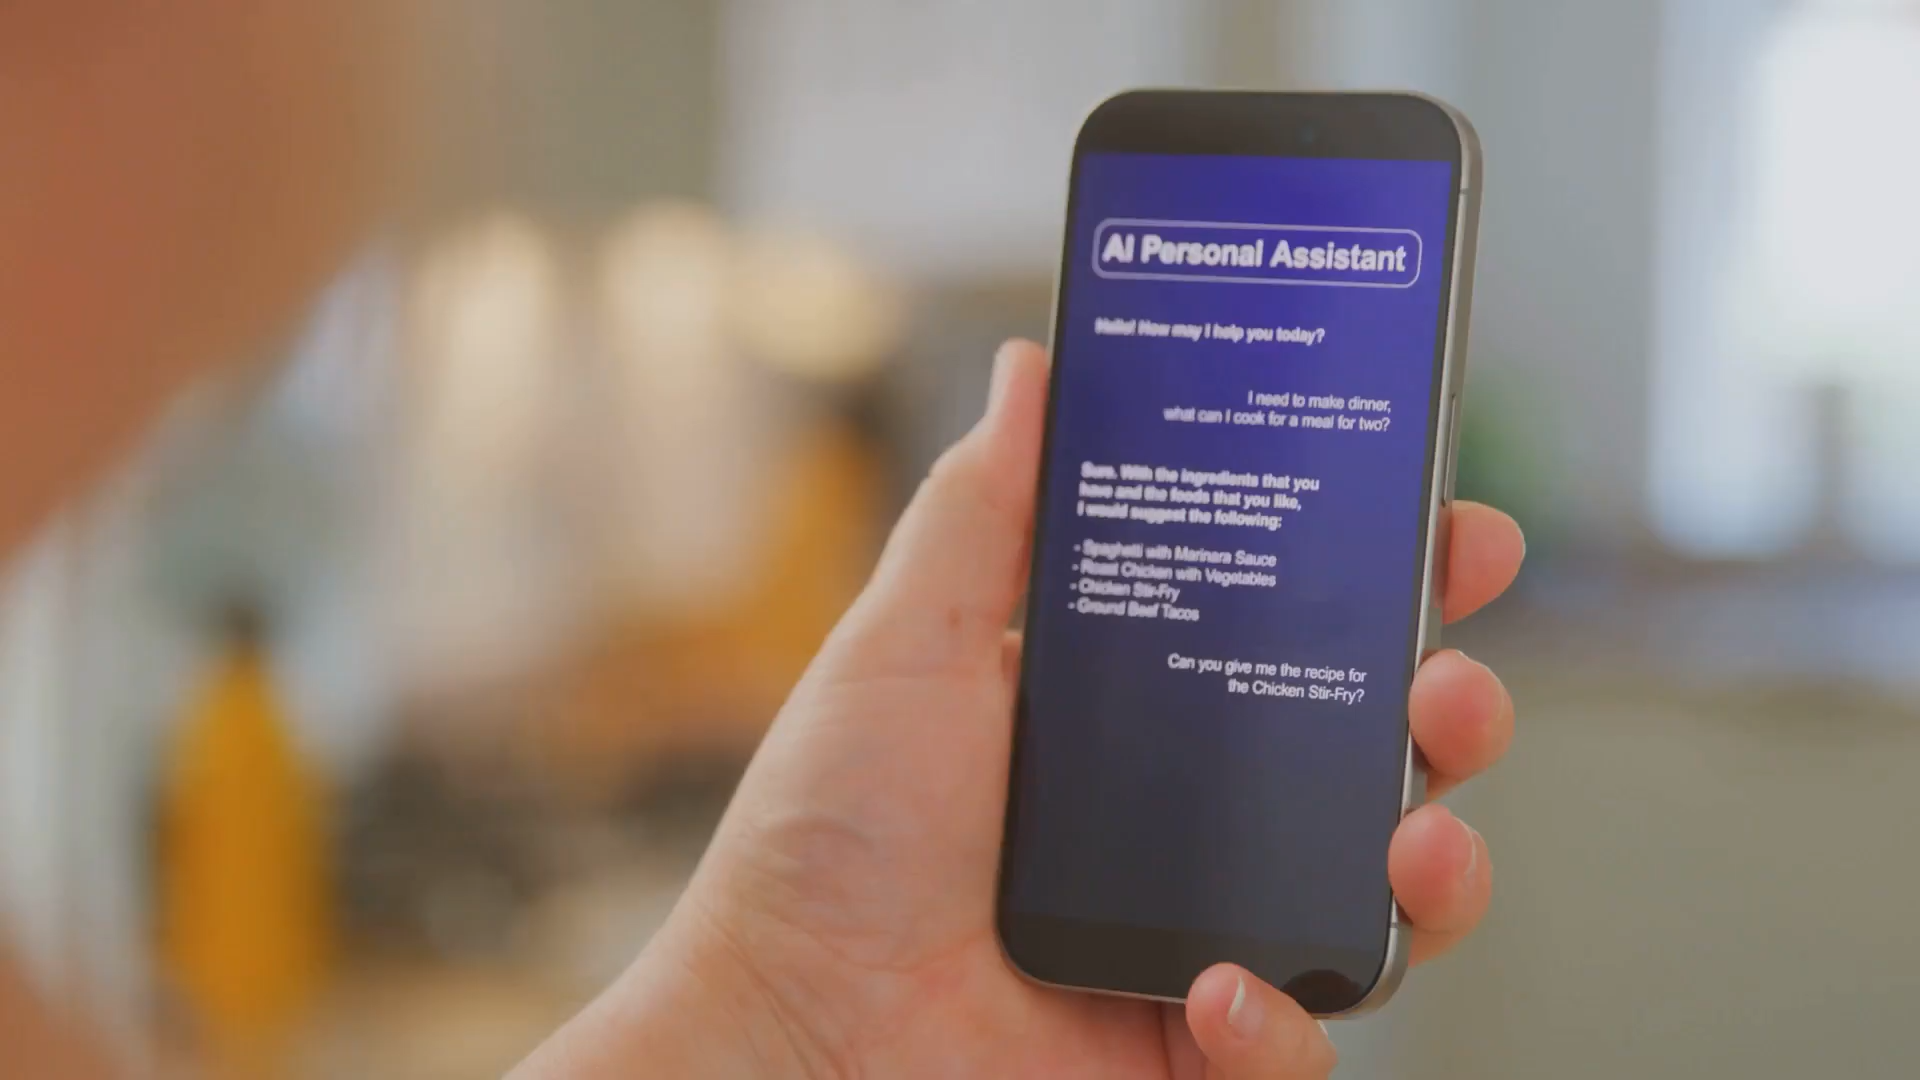 AI Personal Assistant
Hello! How may I help you today?
I need to make dinner,
what can I cook for a meal for two?
Sure. With the ingredients that you
have and the foods that you like,
I would suggest the following:
- Spaghetti with Marinara Sauce
- Roast Chicken with Vegetables
- Chicken Stir-Fry
- Ground Beef Tacos
Can you give me the recipe for
the Chicken Stir-Fry?